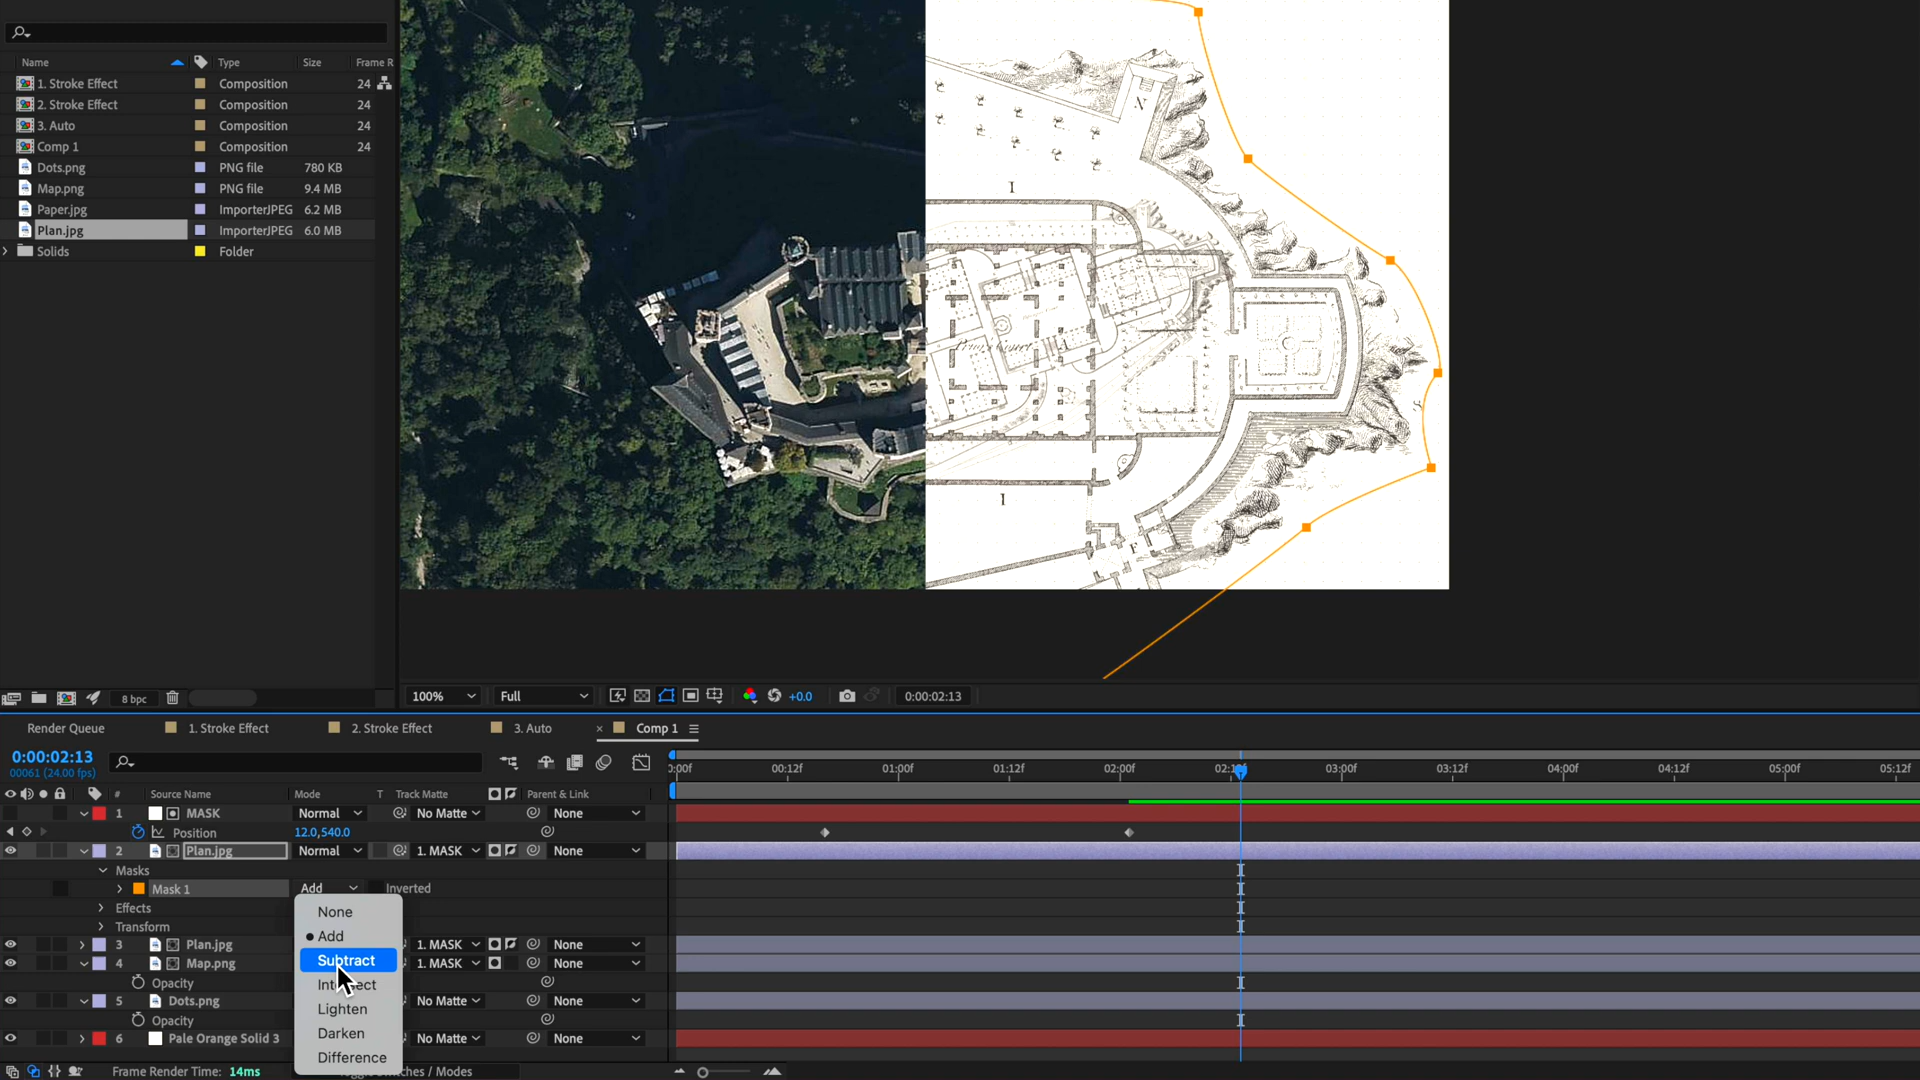 Name Type Size Frame R
1. Stroke Effect Composition 24
2. Stroke Effect Composition 24
3. Auto Composition 24
Comp 1 Composition 24
Dots.png PNG file 780 KB
Map.png PNG file 9.4 MB
Paper.jpg ImporterJPEG 6.2 MB
Plan.jpg ImporterJPEG 6.0 MB
Solids Folder
N
I
I
F
8 bpc
100% Full +0.0 0:00:02:13
Render Queue 1. Stroke Effect 2. Stroke Effect 3. Auto × Comp 1
0:00:02:13
00061 (24.00 fps)
:00f 00:12f 01:00f 01:12f 02:00f 02:1 03:00f 03:12f 04:00f 04:12f 05:00f 05:12f
# Source Name Mode T Track Matte Parent & Link
1 MASK Normal No Matte None
Position 12.0,540.0
2 Plan.jpg Normal 1. MASK None
Masks
Mask 1 Add Inverted
Effects
Transform
3 Plan.jpg 1. MASK None
4 Map.png 1. MASK None
Opacity
5 Dots.png No Matte None
Opacity
6 Pale Orange Solid 3 No Matte None
None
Add
Subtract
Intersect
Lighten
Darken
Difference
Frame Render Time: 14ms
/ Modes